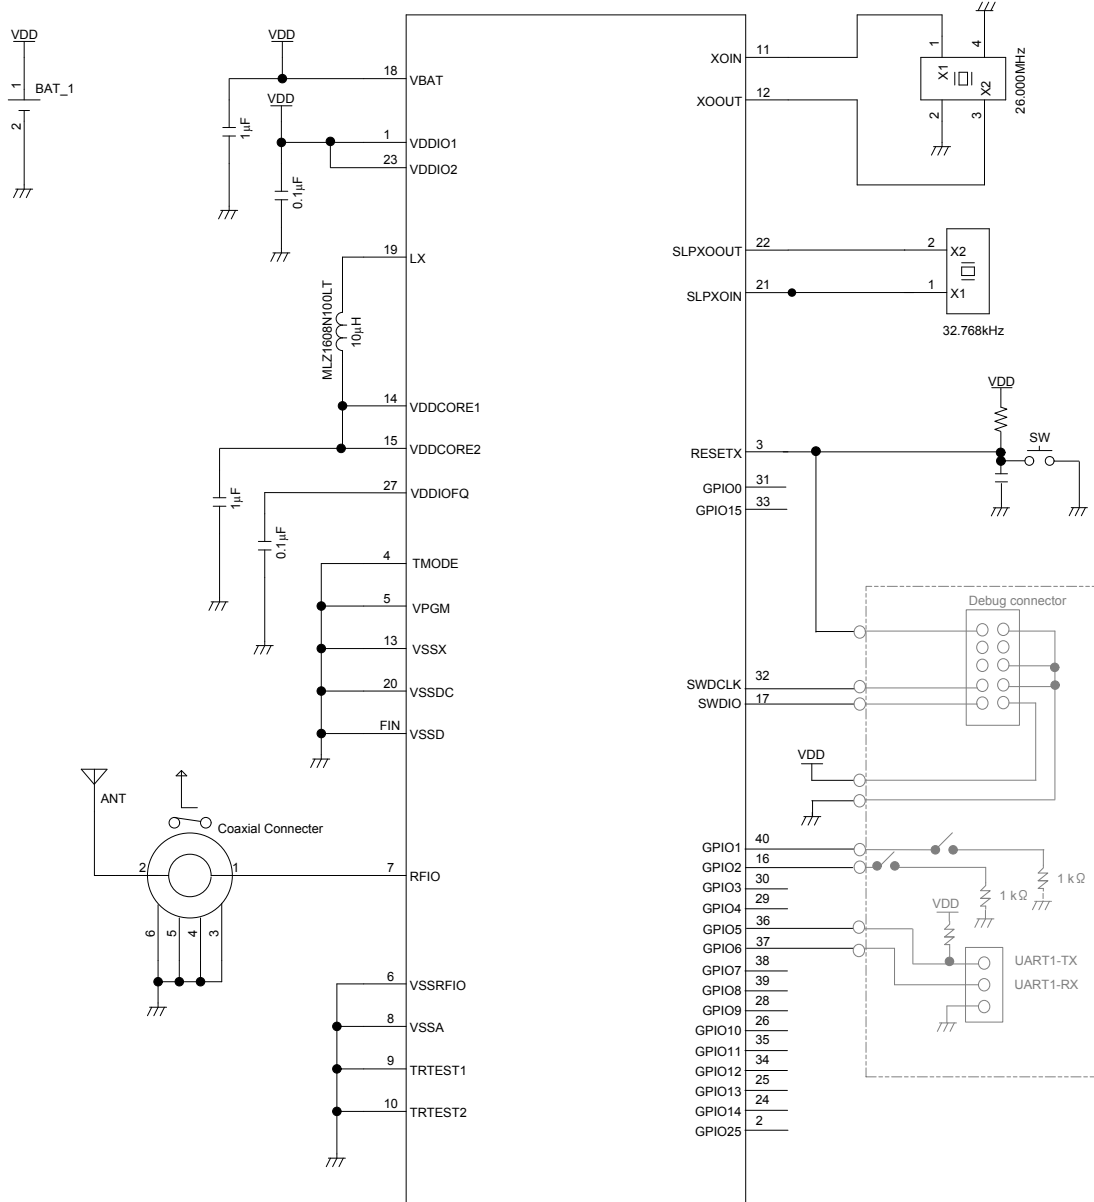 VDD
1
BAT_1
2
VDD
18
VBAT
1µF
VDD
1
VDDIO1
23
VDDIO2
0.1µF
19
LX
MLZ1608N100LT
10µH
14
VDDCORE1
15
VDDCORE2
1µF
27
VDDIOFQ
0.1µF
4
TMODE
5
VPGM
13
VSSX
20
VSSDC
FIN
VSSD
ANT
Coaxial Connecter
2
1
7
RFIO
6
5
4
3
6
VSSRFIO
8
VSSA
9
TRTEST1
10
TRTEST2
XOIN
11
XOOUT
12
1
4
X1
X2
2
3
26.000MHz
SLPXOOUT
22
2
X2
SLPXOIN
21
1
X1
32.768kHz
VDD
SW
RESETX
3
GPIO0
31
GPIO15
33
Debug connector
SWDCLK
32
SWDIO
17
VDD
GPIO1
40
GPIO2
16
GPIO3
30
GPIO4
29
GPIO5
36
GPIO6
37
GPIO7
38
GPIO8
39
GPIO9
28
GPIO10
26
GPIO11
35
GPIO12
34
GPIO13
25
GPIO14
24
GPIO25
2
1 kΩ
1 kΩ
VDD
UART1-TX
UART1-RX